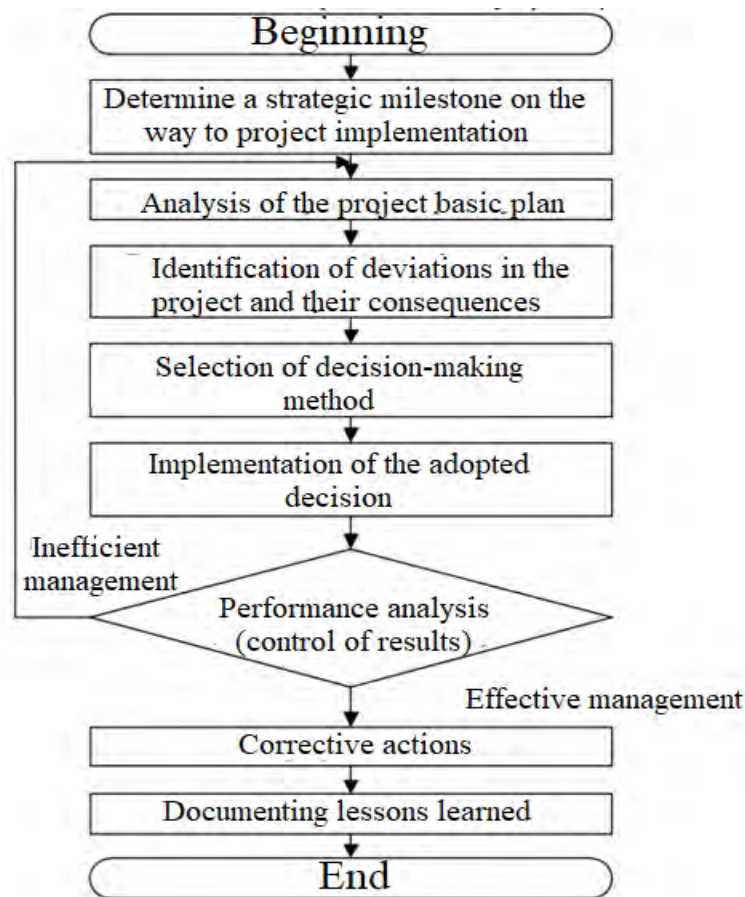 Beginning
Determine a strategic milestone on the
way to project implementation
Analysis of the project basic plan
Identification of deviations in the
project and their consequences
Selection of decision-making
method
Implementation of the adopted
decision
Inefficient
management
Performance analysis
(control of results)
Effective management
Corrective actions
Documenting lessons learned
End